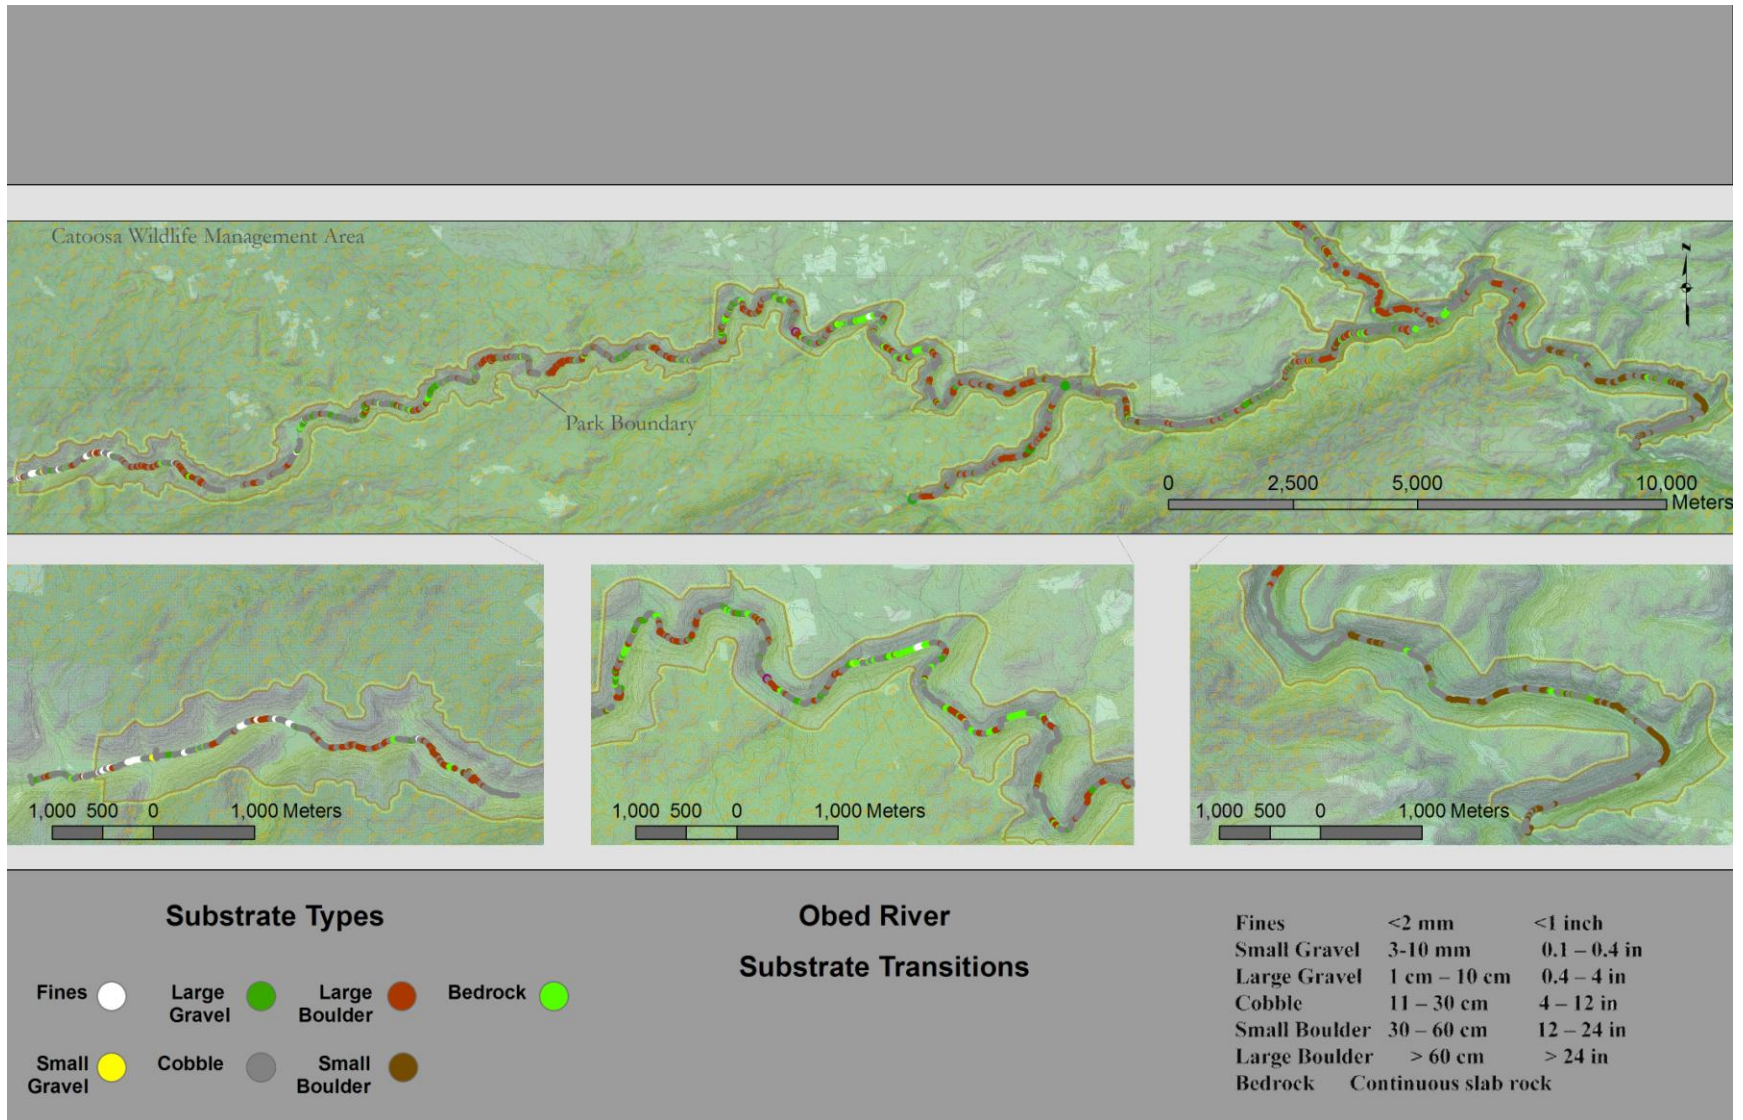 Catoosa Wildlife Management Area
Park Boundary
N
0 2,500 5,000 10,000
Meters
1,000 500 0 1,000 Meters
1,000 500 0 1,000 Meters
1,000 500 0 1,000 Meters
Substrate Types
Fines
Large
Gravel
Large
Boulder
Bedrock
Small
Gravel
Cobble
Small
Boulder
Obed River
Substrate Transitions
Fines <2 mm <1 inch
Small Gravel 3-10 mm 0.1 – 0.4 in
Large Gravel 1 cm – 10 cm 0.4 – 4 in
Cobble 11 – 30 cm 4 – 12 in
Small Boulder 30 – 60 cm 12 – 24 in
Large Boulder > 60 cm > 24 in
Bedrock Continuous slab rock